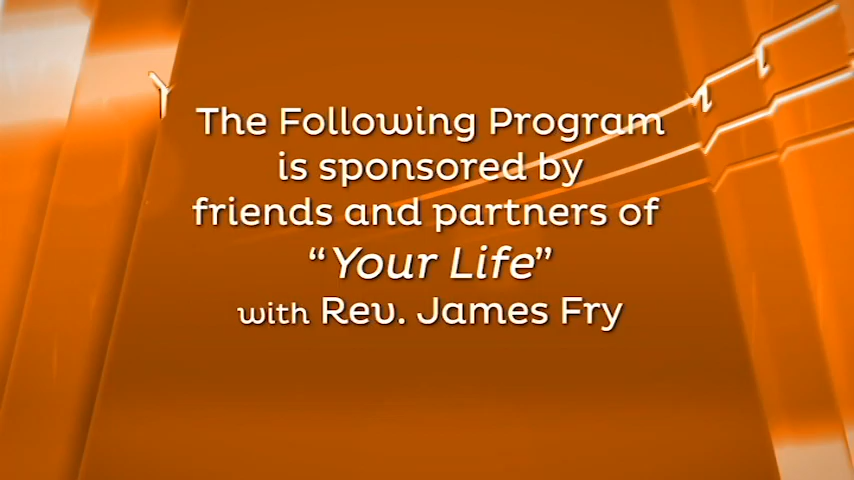 The Following Program
is sponsored by
friends and partners of
“Your Life”
with Rev. James Fry